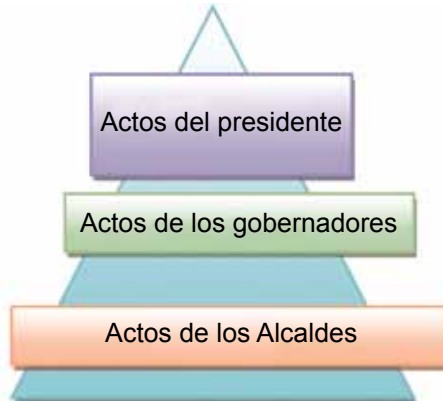 Actos del presidente
Actos de los gobernadores
Actos de los Alcaldes